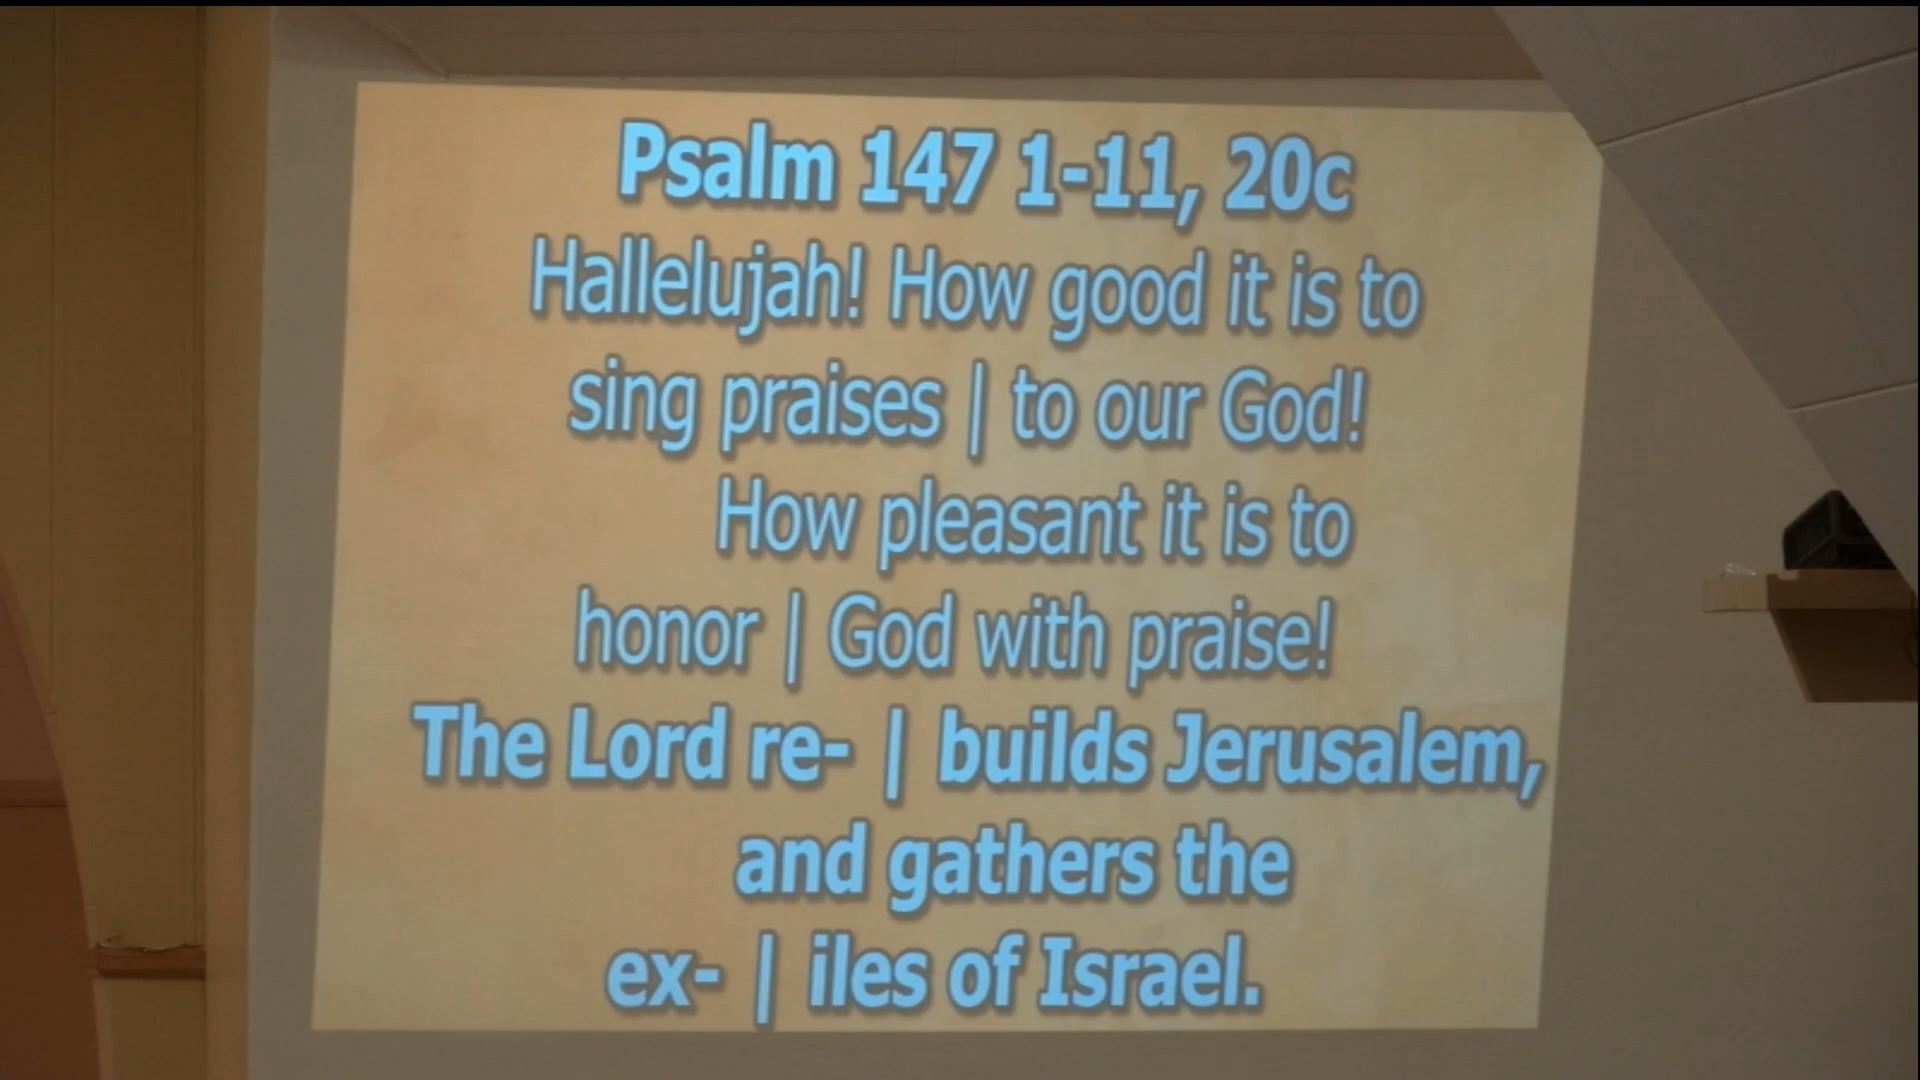 Psalm 147 1-11, 20c
Hallelujah! How good it is to
sing praises | to our God!
How pleasant it is to
honor | God with praise!
The Lord re- | builds Jerusalem,
and gathers the
ex- | iles of Israel.